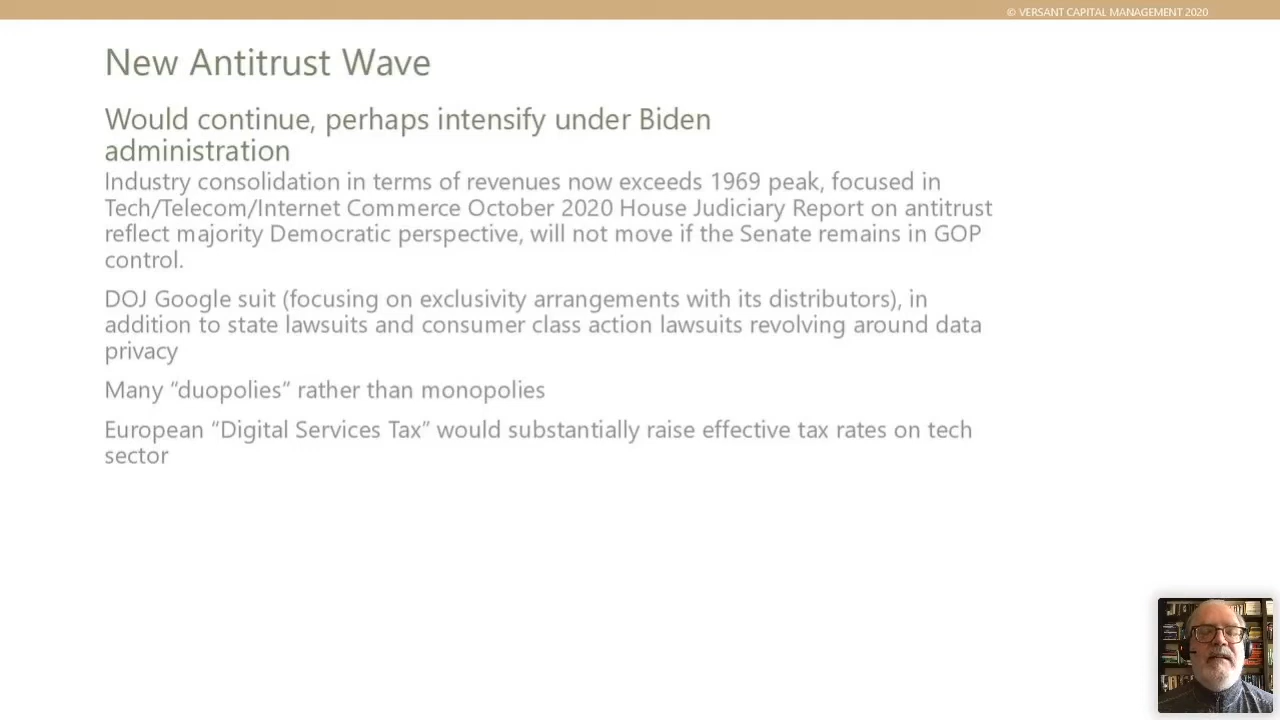 © VERSANT CAPITAL MANAGEMENT 2020
New Antitrust Wave
Would continue, perhaps intensify under Biden
administration
Industry consolidation in terms of revenues now exceeds 1969 peak, focused in
Tech/Telecom/Internet Commerce October 2020 House Judiciary Report on antitrust
reflect majority Democratic perspective, will not move if the Senate remains in GOP
control.
DOJ Google suit (focusing on exclusivity arrangements with its distributors), in
addition to state lawsuits and consumer class action lawsuits revolving around data
privacy
Many “duopolies” rather than monopolies
European “Digital Services Tax” would substantially raise effective tax rates on tech
sector